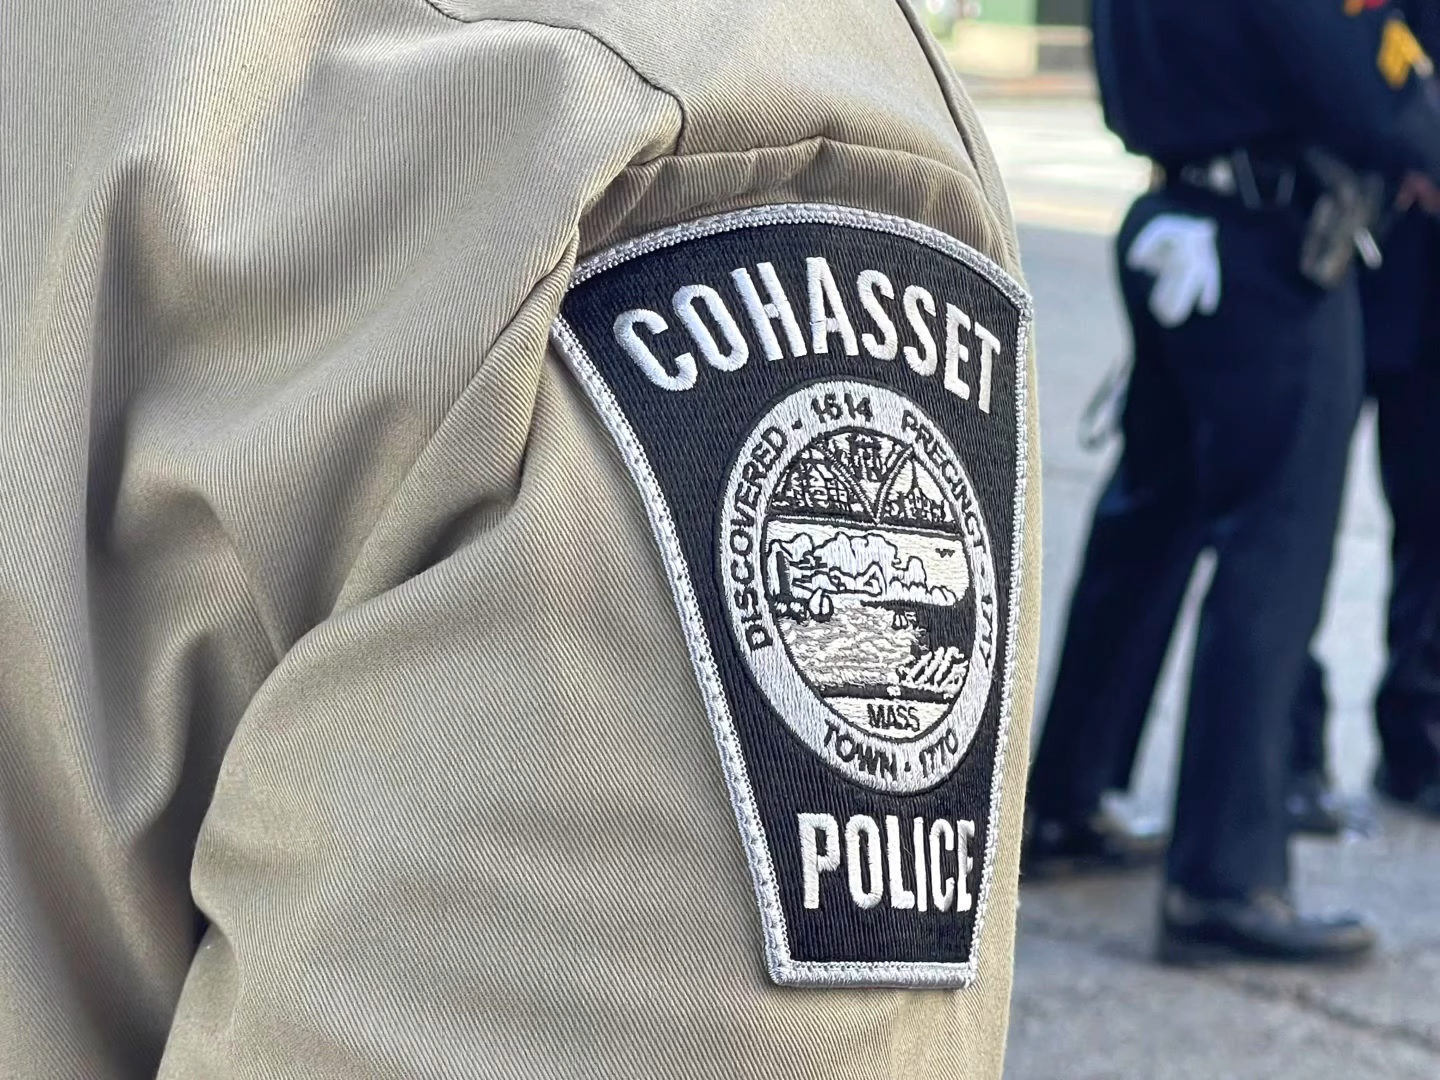 COHASSET
DISCOVERED - 1614 PRECINCT - 1717
MASS
TOWN · 1770
POLICE